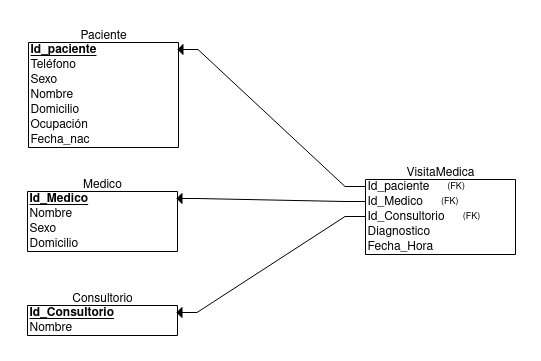 Paciente
Id_paciente
Teléfono
Sexo
Nombre
Domicilio
Ocupación
Fecha_nac
Medico
Id_Medico
Nombre
Sexo
Domicilio
Consultorio
Id_Consultorio
Nombre
VisitaMedica
Id_paciente (FK)
Id_Medico (FK)
Id_Consultorio (FK)
Diagnostico
Fecha_Hora